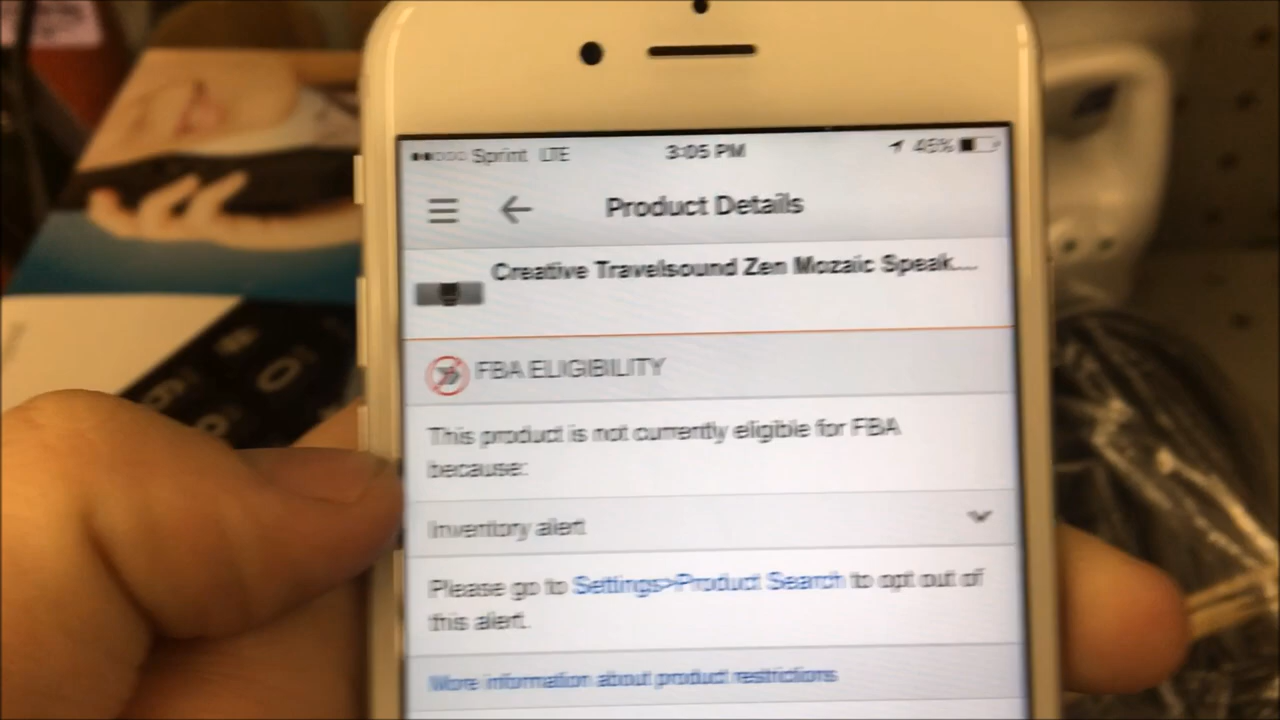 Sprint LTE 3:05 PM 45%
Product Details
Creative Travelsound Zen Mozaic Speak....
FBA ELIGIBILITY
This product is not currently eligible for FBA
because:
Inventory alert
Please go to Settings>Product Search to opt out of
this alert.
More information about product restrictions